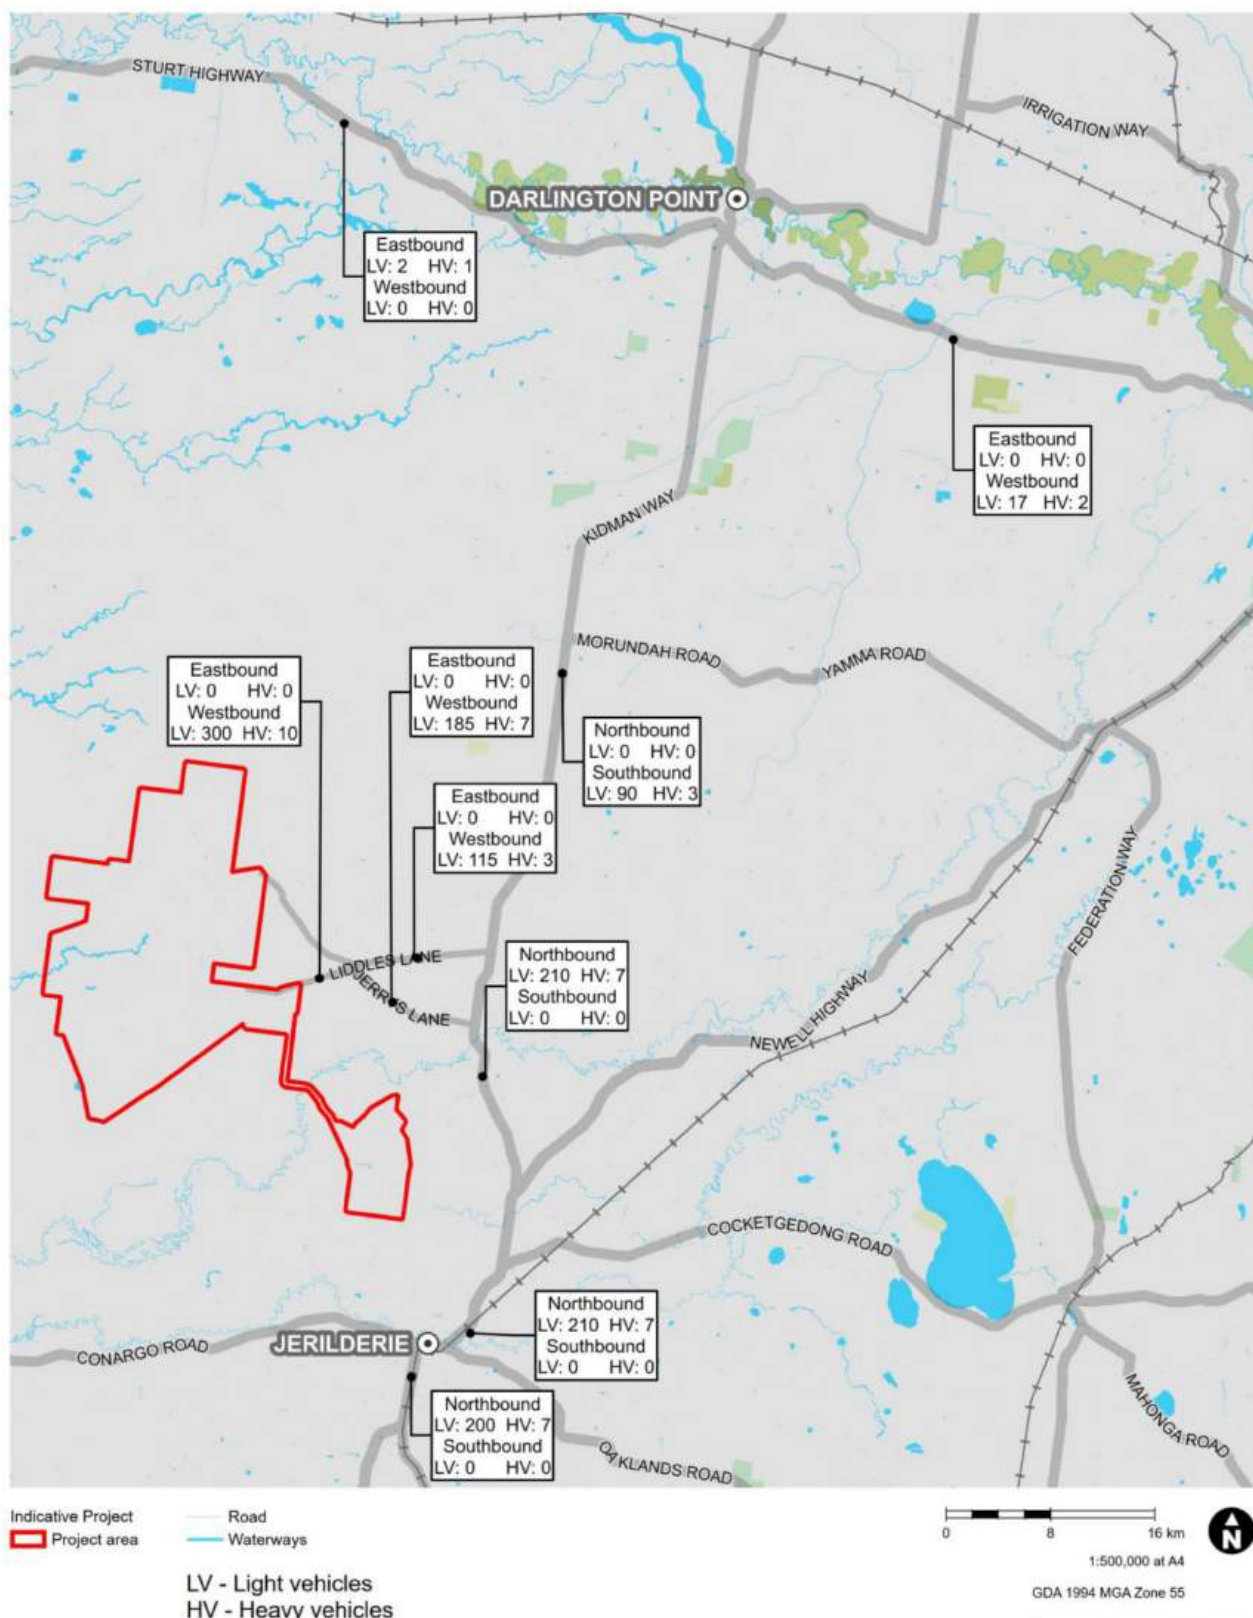 STURT HIGHWAY
IRRIGATION WAY
DARLINGTON POINT
Eastbound
LV: 2 HV: 1
Westbound
LV: 0 HV: 0
Eastbound
LV: 0 HV: 0
Westbound
LV: 17 HV: 2
KIDMAN WAY
MORUNDAH ROAD
YAMMA ROAD
Eastbound
LV: 0 HV: 0
Westbound
LV: 300 HV: 10
Eastbound
LV: 0 HV: 0
Westbound
LV: 185 HV: 7
Northbound
LV: 0 HV: 0
Southbound
LV: 90 HV: 3
Eastbound
LV: 0 HV: 0
Westbound
LV: 115 HV: 3
FEDERATION WAY
LIDDLES LANE
JERRYS LANE
Northbound
LV: 210 HV: 7
Southbound
LV: 0 HV: 0
NEWELL HIGHWAY
COCKETGEDONG ROAD
Northbound
LV: 210 HV: 7
Southbound
LV: 0 HV: 0
JERILDERIE
CONARGO ROAD
Northbound
LV: 200 HV: 7
Southbound
LV: 0 HV: 0
MAHONGA ROAD
OAKLANDS ROAD
Indicative Project
Project area
Road
Waterways
LV - Light vehicles
HV - Heavy vehicles
0 8 16 km
N
1:500,000 at A4
GDA 1994 MGA Zone 55